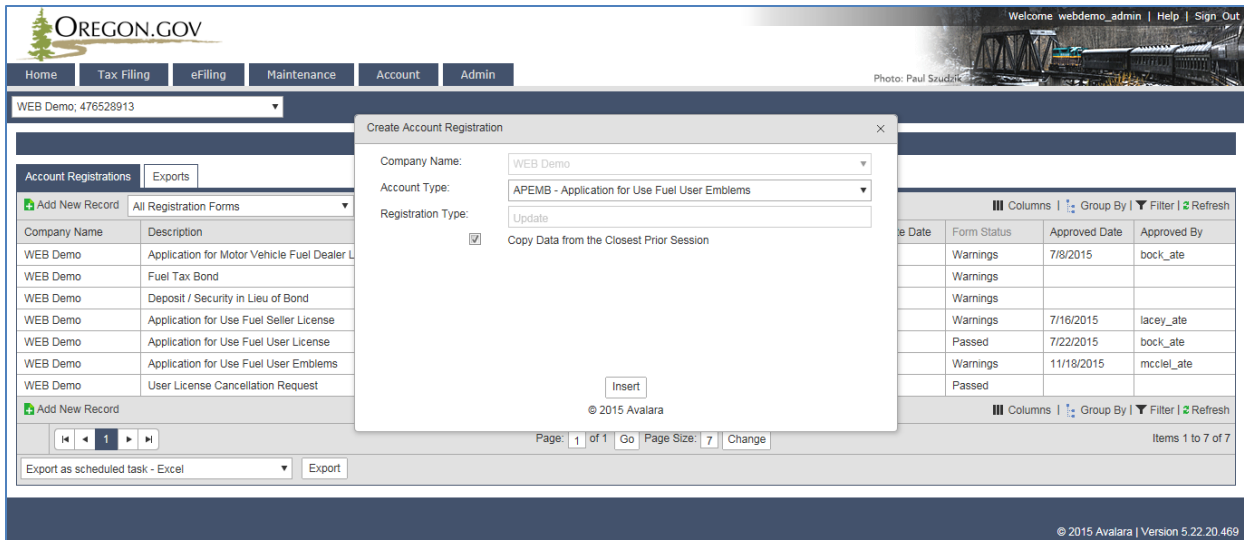 Welcome webdemo_admin | Help | Sign Out
OREGON.GOV
Home Tax Filing eFiling Maintenance Account Admin
Photo: Paul Szudzik
WEB Demo; 476528913
Create Account Registration
Company Name: WEB Demo
Account Type: APEMB - Application for Use Fuel User Emblems
Registration Type: Update
Copy Data from the Closest Prior Session
Insert
© 2015 Avalara
Account Registrations Exports
Add New Record All Registration Forms Columns | Group By | Filter | Refresh
Company Name Description te Date Form Status Approved Date Approved By
WEB Demo Application for Motor Vehicle Fuel Dealer L Warnings 7/8/2015 bock_ate
WEB Demo Fuel Tax Bond Warnings
WEB Demo Deposit / Security in Lieu of Bond Warnings
WEB Demo Application for Use Fuel Seller License Warnings 7/16/2015 lacey_ate
WEB Demo Application for Use Fuel User License Passed 7/22/2015 bock_ate
WEB Demo Application for Use Fuel User Emblems Warnings 11/18/2015 mcclel_ate
WEB Demo User License Cancellation Request Passed
Add New Record Columns | Group By | Filter | Refresh
1 Page: 1 of 1 Go Page Size: 7 Change Items 1 to 7 of 7
Export as scheduled task - Excel Export
© 2015 Avalara | Version 5.22.20.469